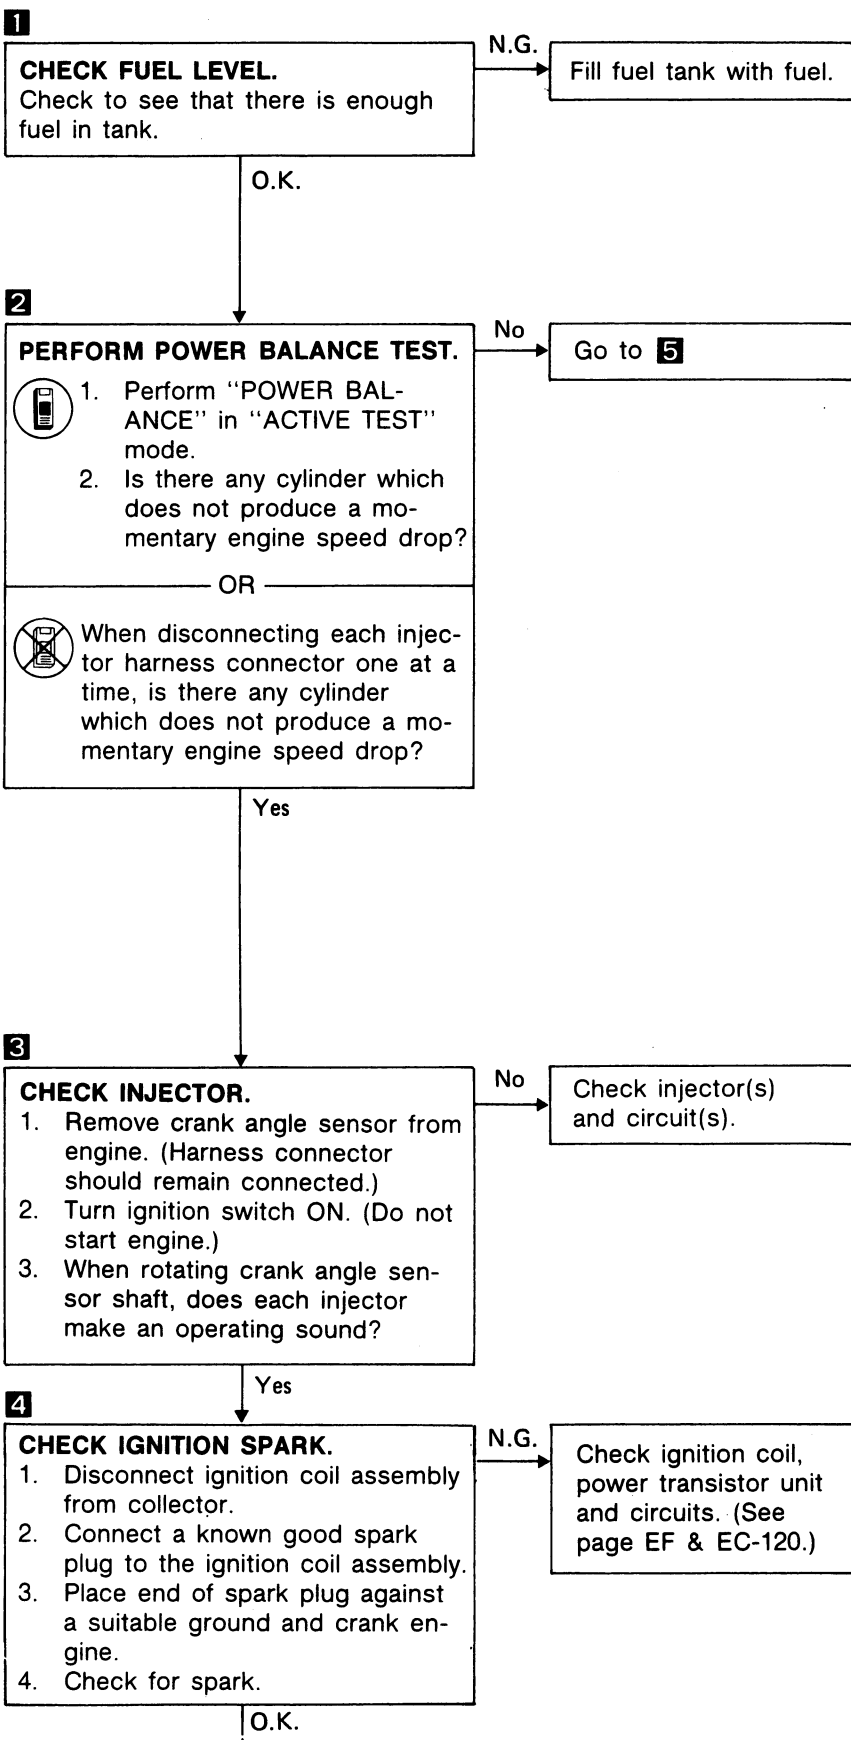 1
N.G.
CHECK FUEL LEVEL.
Check to see that there is enough
fuel in tank.
Fill fuel tank with fuel.
O.K.
2
No
PERFORM POWER BALANCE TEST.
1. Perform "POWER BAL-
ANCE" in "ACTIVE TEST"
mode.
2. Is there any cylinder which
does not produce a mo-
mentary engine speed drop?
Go to 5
OR
When disconnecting each injec-
tor harness connector one at a
time, is there any cylinder
which does not produce a mo-
mentary engine speed drop?
Yes
3
No
CHECK INJECTOR.
1. Remove crank angle sensor from
engine. (Harness connector
should remain connected.)
2. Turn ignition switch ON. (Do not
start engine.)
3. When rotating crank angle sen-
sor shaft, does each injector
make an operating sound?
Check injector(s)
and circuit(s).
Yes
4
N.G.
CHECK IGNITION SPARK.
1. Disconnect ignition coil assembly
from collector.
2. Connect a known good spark
plug to the ignition coil assembly.
3. Place end of spark plug against
a suitable ground and crank en-
gine.
4. Check for spark.
Check ignition coil,
power transistor unit
and circuits. (See
page EF & EC-120.)
O.K.